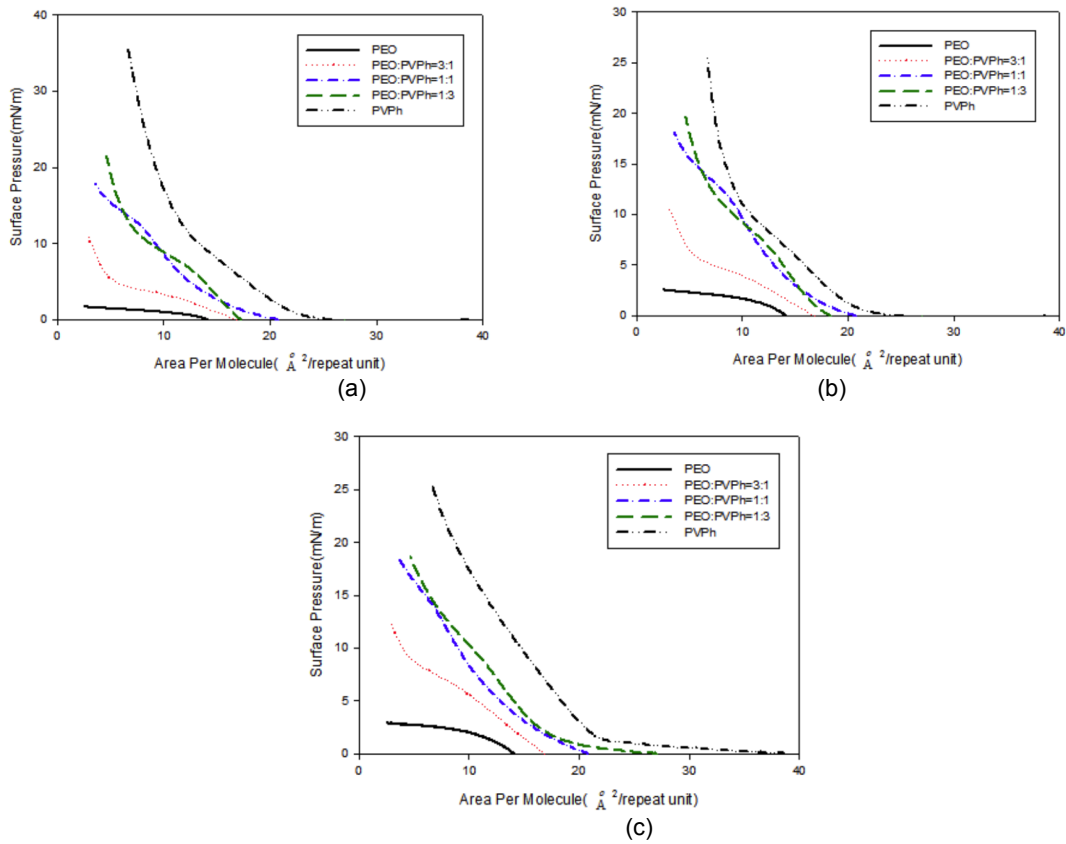 40
30
20
10
0
Surface Pressure(mN/m)
PEO
PEO:PVPh=3:1
PEO:PVPh=1:1
PEO:PVPh=1:3
PVPh
0 10 20 30 40
Area Per Molecule( Å ²/repeat unit)
(a)
30
25
20
15
10
5
0
Surface Pressure(mN/m)
PEO
PEO:PVPh=3:1
PEO:PVPh=1:1
PEO:PVPh=1:3
PVPh
0 10 20 30 40
Area Per Molecule( Å ²/repeat unit)
(b)
30
25
20
15
10
5
0
Surface Pressure(mN/m)
PEO
PEO:PVPh=3:1
PEO:PVPh=1:1
PEO:PVPh=1:3
PVPh
0 10 20 30 40
Area Per Molecule( Å ²/repeat unit)
(c)